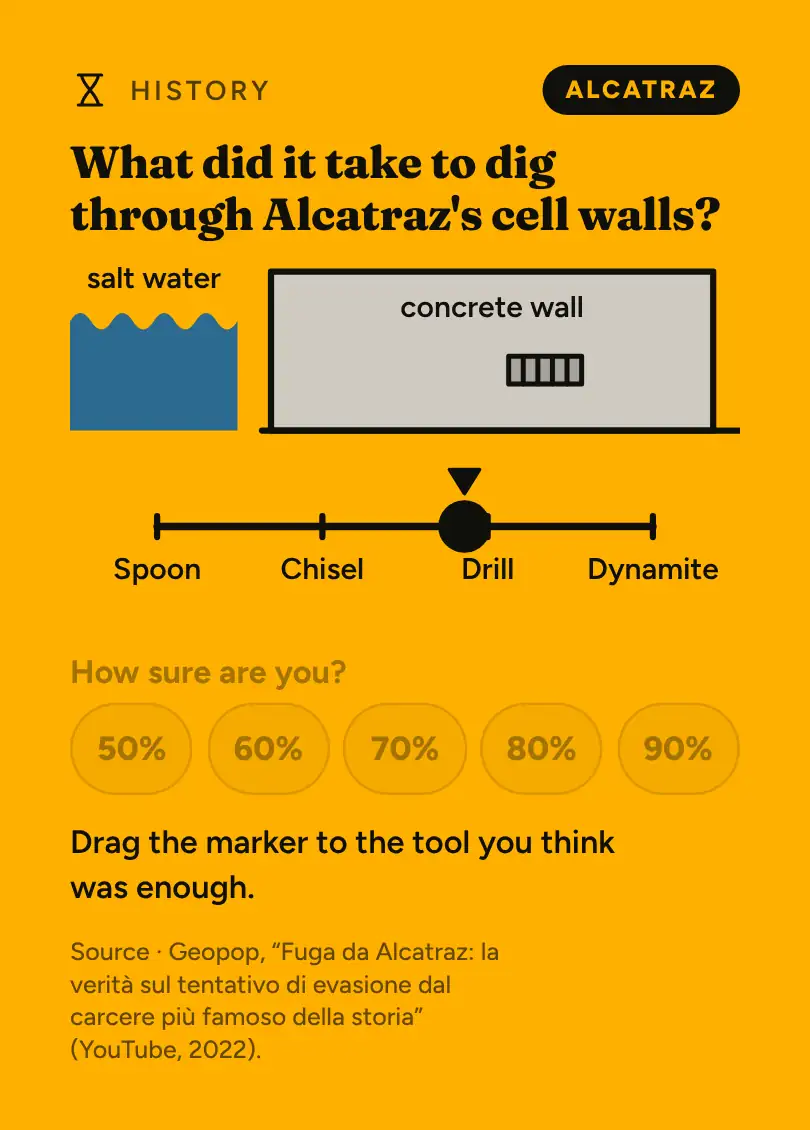 HISTORY
ALCATRAZ
What did it take to dig
through Alcatraz's cell walls?
salt water
concrete wall
Spoon
Chisel
Drill
Dynamite
How sure are you?
50%
60%
70%
80%
90%
Drag the marker to the tool you think
was enough.
Source · Geopop, “Fuga da Alcatraz: la
verità sul tentativo di evasione dal
carcere più famoso della storia”
(YouTube, 2022).